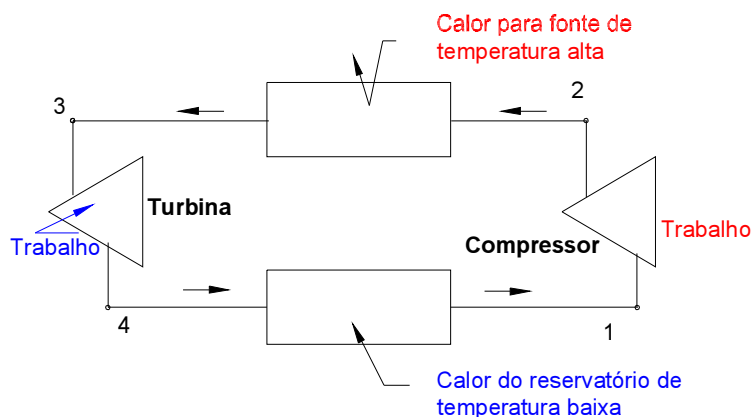 Calor para fonte de
temperatura alta
3
2
Turbina
Trabalho
Compressor
Trabalho
4
1
Calor do reservatório de
temperatura baixa